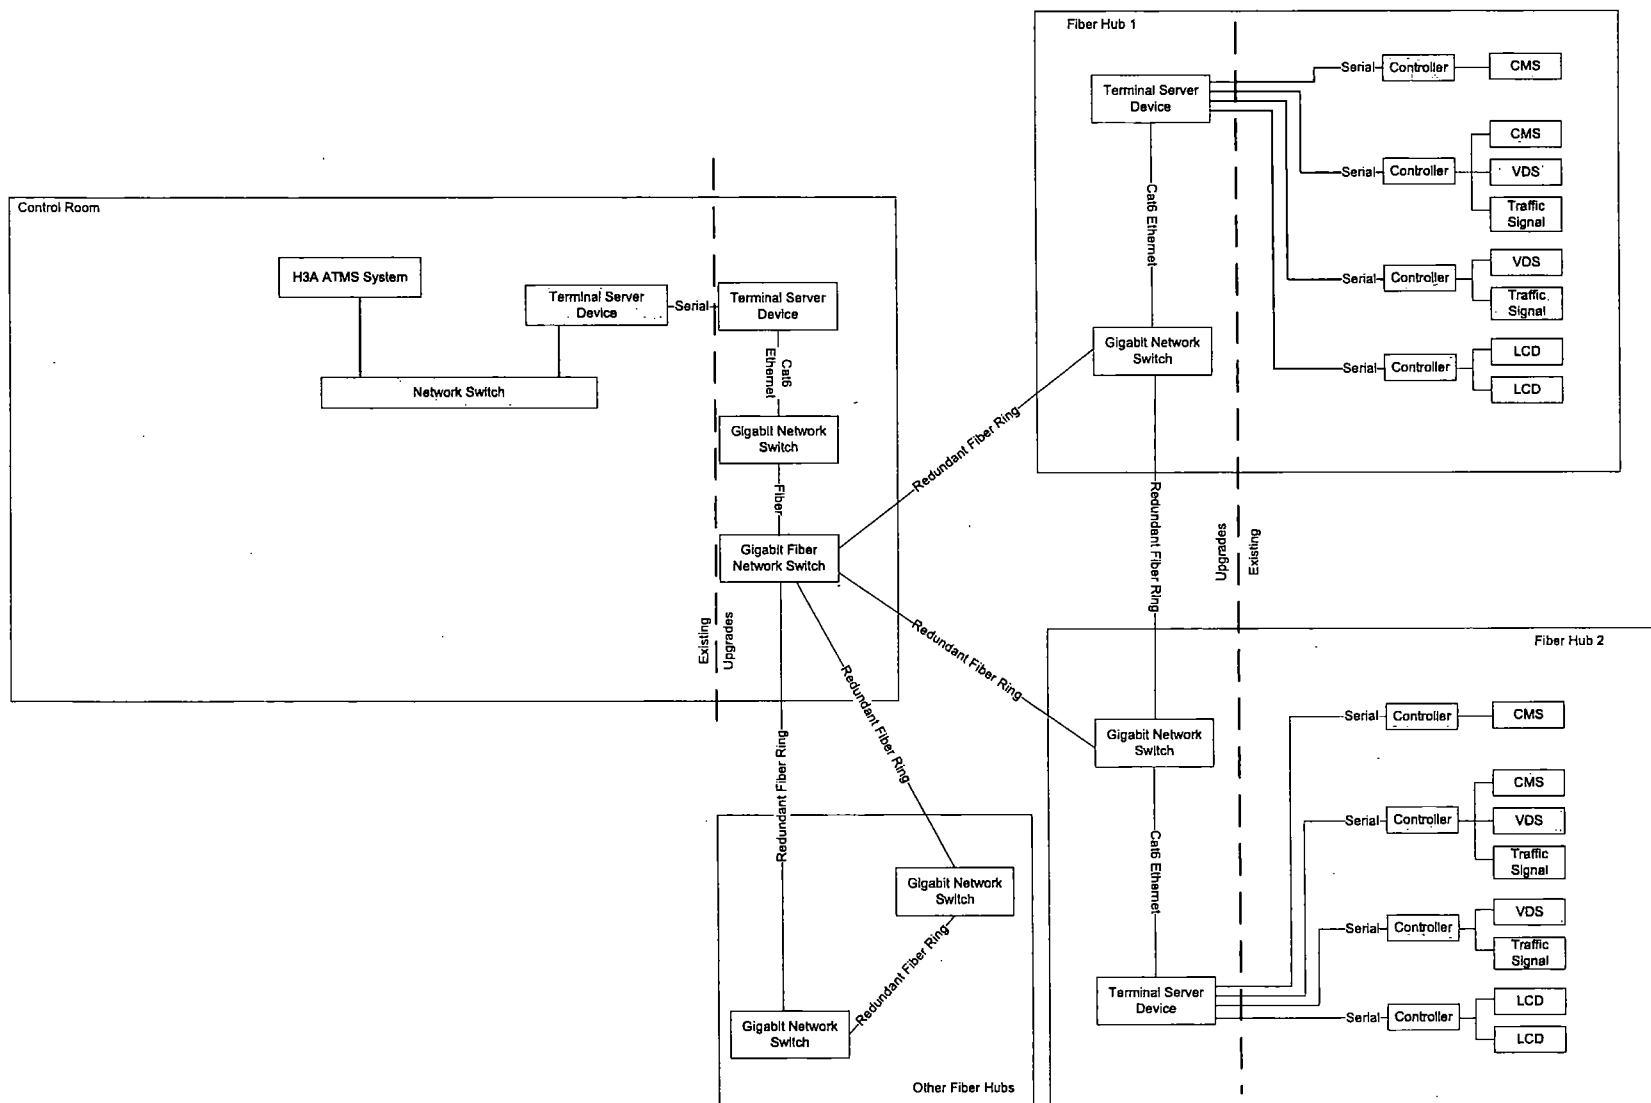 Control Room
H3A ATMS System
Terminal Server
Device
Serial
Terminal Server
Device
Network Switch
Cat6
Ethernet
Gigabit Network
Switch
Fiber
Gigabit Fiber
Network Switch
Existing
Upgrades
Redundant Fiber Ring
Redundant Fiber Ring
Redundant Fiber Ring
Redundant Fiber Ring
Gigabit Network
Switch
Redundant Fiber Ring
Gigabit Network
Switch
Other Fiber Hubs
Fiber Hub 1
Terminal Server
Device
Cat6 Ethernet
Gigabit Network
Switch
Serial
Controller
CMS
Serial
Controller
CMS
VDS
Traffic
Signal
Serial
Controller
VDS
Traffic
Signal
Serial
Controller
LCD
LCD
Redundant Fiber Ring
Upgrades
Existing
Fiber Hub 2
Gigabit Network
Switch
Cat6 Ethernet
Terminal Server
Device
Serial
Controller
CMS
Serial
Controller
CMS
VDS
Traffic
Signal
Serial
Controller
VDS
Traffic
Signal
Serial
Controller
LCD
LCD